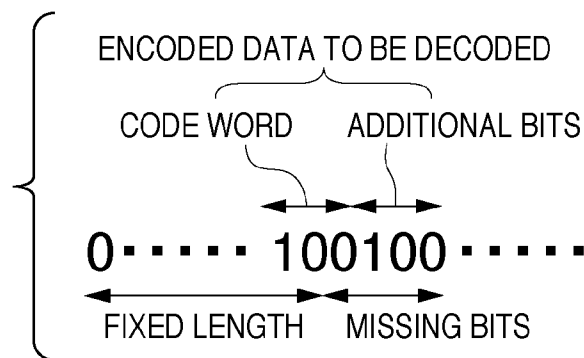 ENCODED DATA TO BE DECODED
CODE WORD ADDITIONAL BITS
0····· 100100·····
FIXED LENGTH MISSING BITS